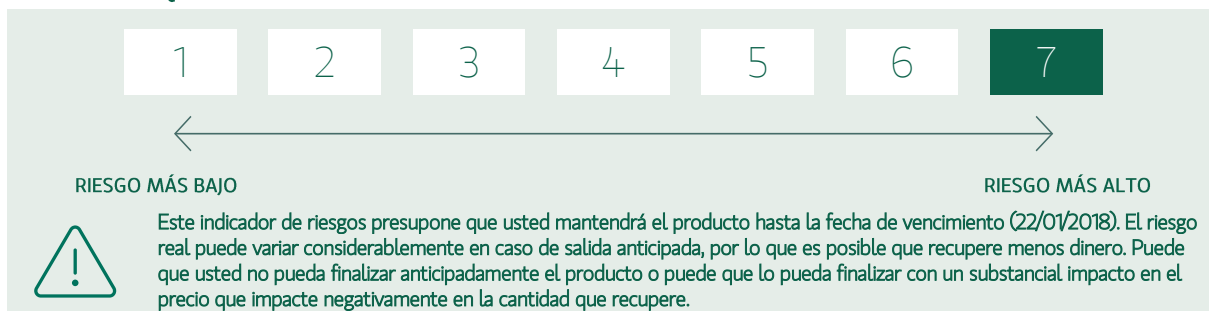 1 2 3 4 5 6 7
RIESGO MÁS BAJO RIESGO MÁS ALTO
Este indicador de riesgos presupone que usted mantendrá el producto hasta la fecha de vencimiento (22/01/2018). El riesgo
real puede variar considerablemente en caso de salida anticipada, por lo que es posible que recupere menos dinero. Puede
que usted no pueda finalizar anticipadamente el producto o puede que lo pueda finalizar con un substancial impacto en el
precio que impacte negativamente en la cantidad que recupere.